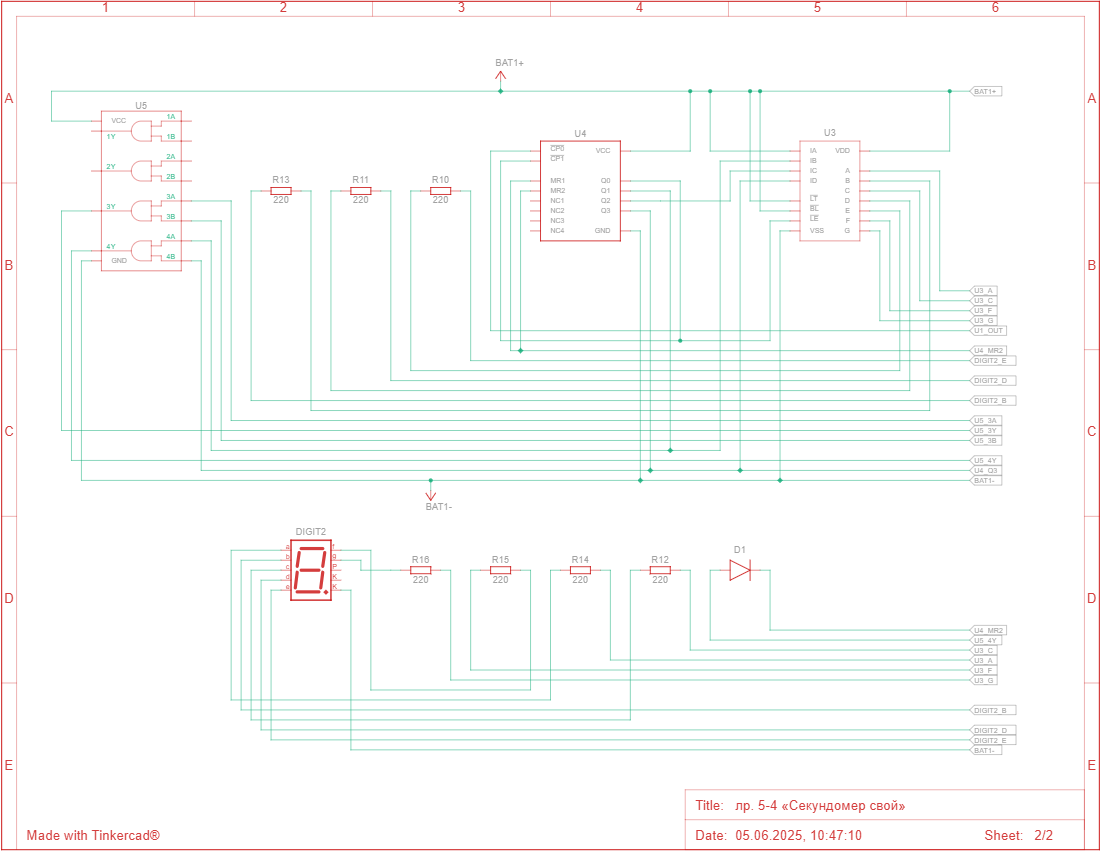 1 2 3 4 5 6
A A
B B
C C
D D
E E
BAT1+
BAT1+
U5
VCC
1A
1Y
1B
2A
2Y
2B
3A
3Y
3B
4A
4Y
GND
4B
R13
220
R11
220
R10
220
U4
CP0 VCC
CP1
MR1 Q0
MR2 Q1
NC1 Q2
NC2 Q3
NC3
NC4 GND
U3
IA VDD
IB
IC A
ID B
C
LT D
BL E
LE F
VSS G
U3_A
U3_C
U3_F
U3_G
U1_OUT
U4_MR2
DIGIT2_E
DIGIT2_D
DIGIT2_B
U5_3A
U5_3Y
U5_3B
U5_4Y
U4_Q3
BAT1-
BAT1-
DIGIT2
a f
b g
c P
d K
e K
R16
220
R15
220
R14
220
R12
220
D1
U4_MR2
U5_4Y
U3_C
U3_A
U3_F
U3_G
DIGIT2_B
DIGIT2_D
DIGIT2_E
BAT1-
Made with Tinkercad®
Title: лр. 5-4 «Секундомер свой»
Date: 05.06.2025, 10:47:10 Sheet: 2/2